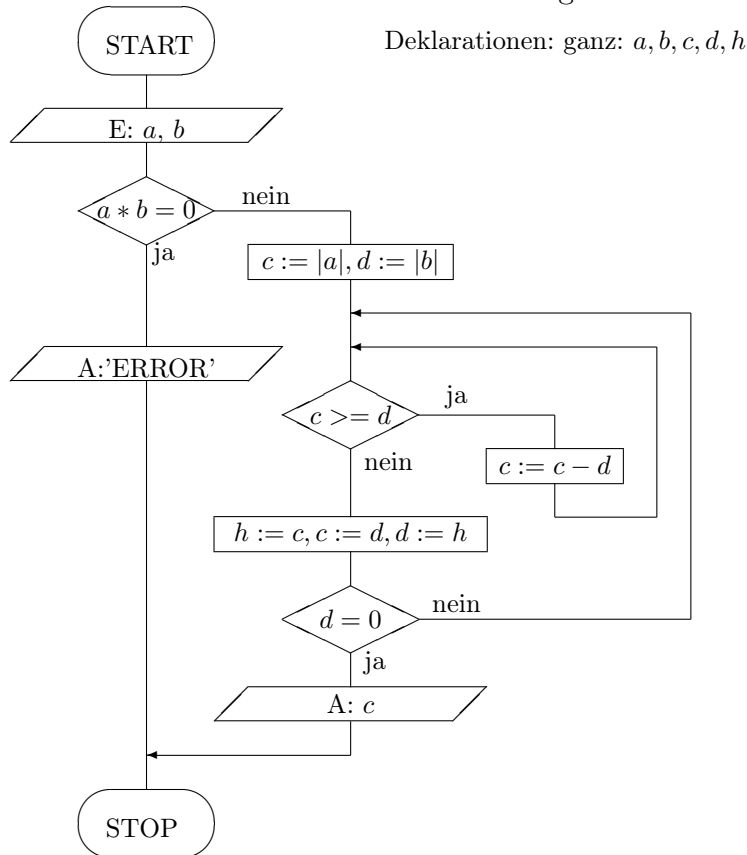 START
Deklarationen: ganz: a, b, c, d, h
E: a, b
a ∗ b = 0
nein
ja
c := |a|, d := |b|
A:'ERROR'
c >= d
ja
nein
c := c − d
h := c, c := d, d := h
d = 0
nein
ja
A: c
STOP